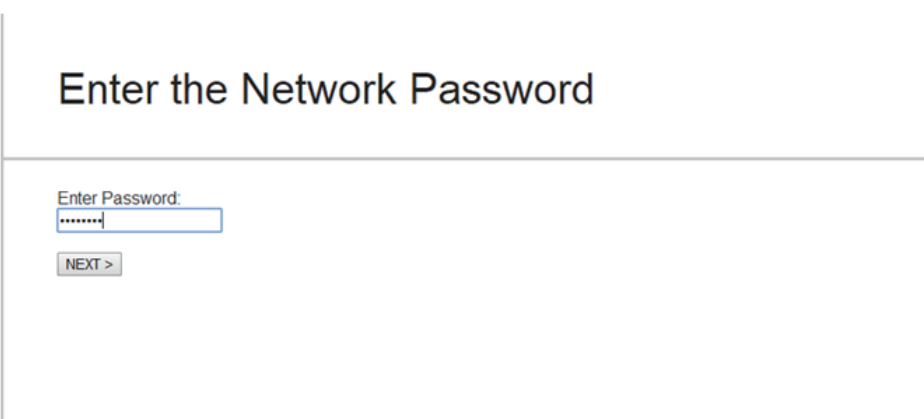 Enter the Network Password
Enter Password:
••••••••
NEXT >